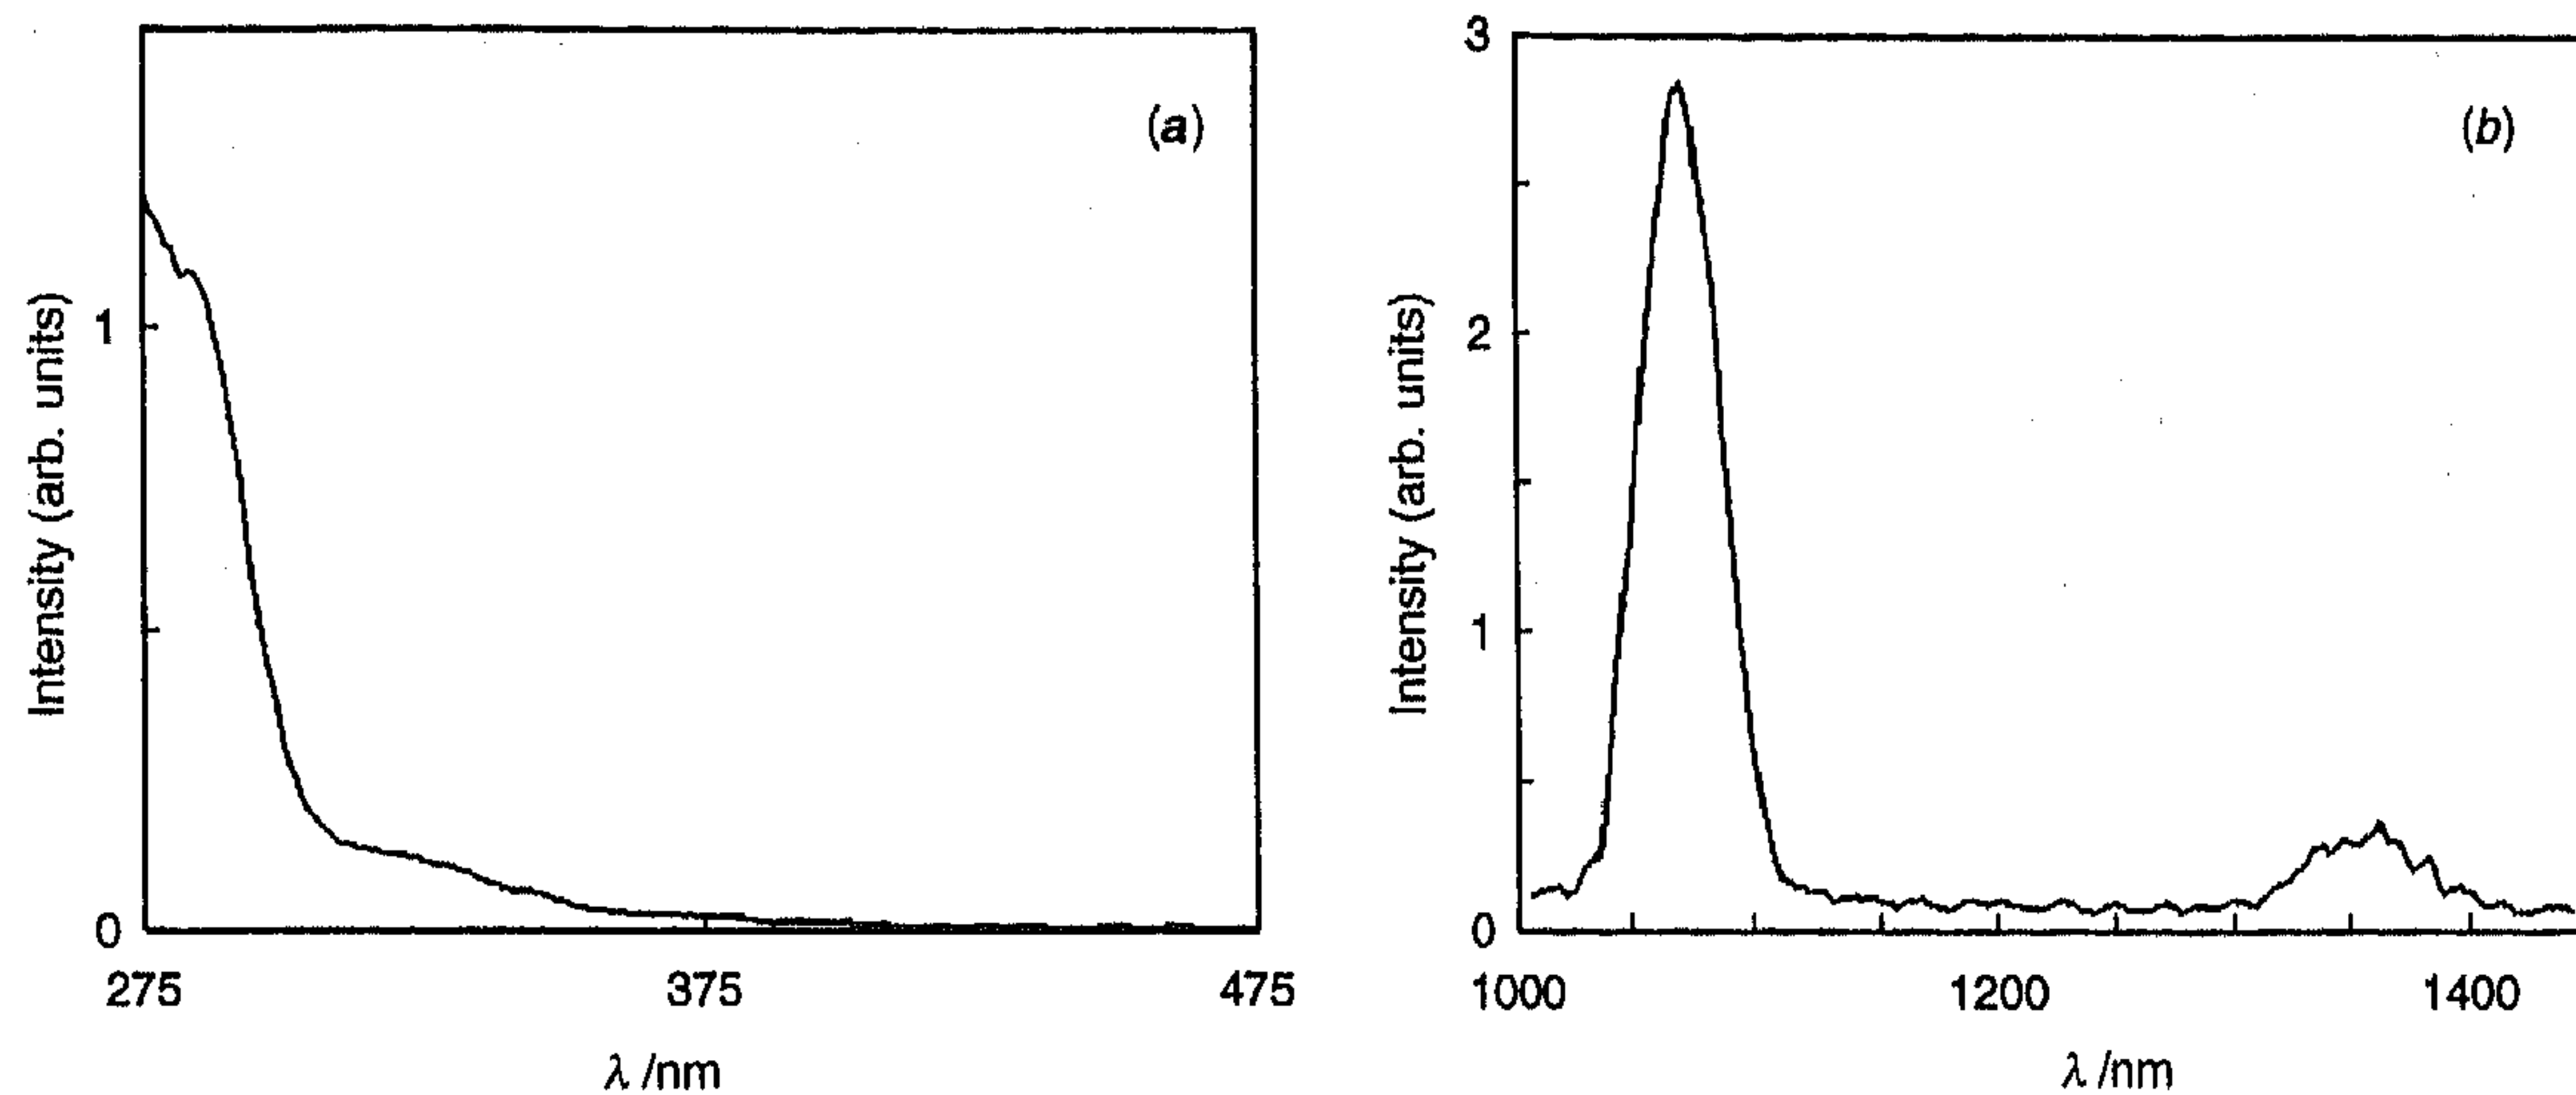 (a)
Intensity (arb. units)
1
0
275 375 475
λ /nm
(b)
Intensity (arb. units)
3
2
1
0
1000 1200 1400
λ /nm